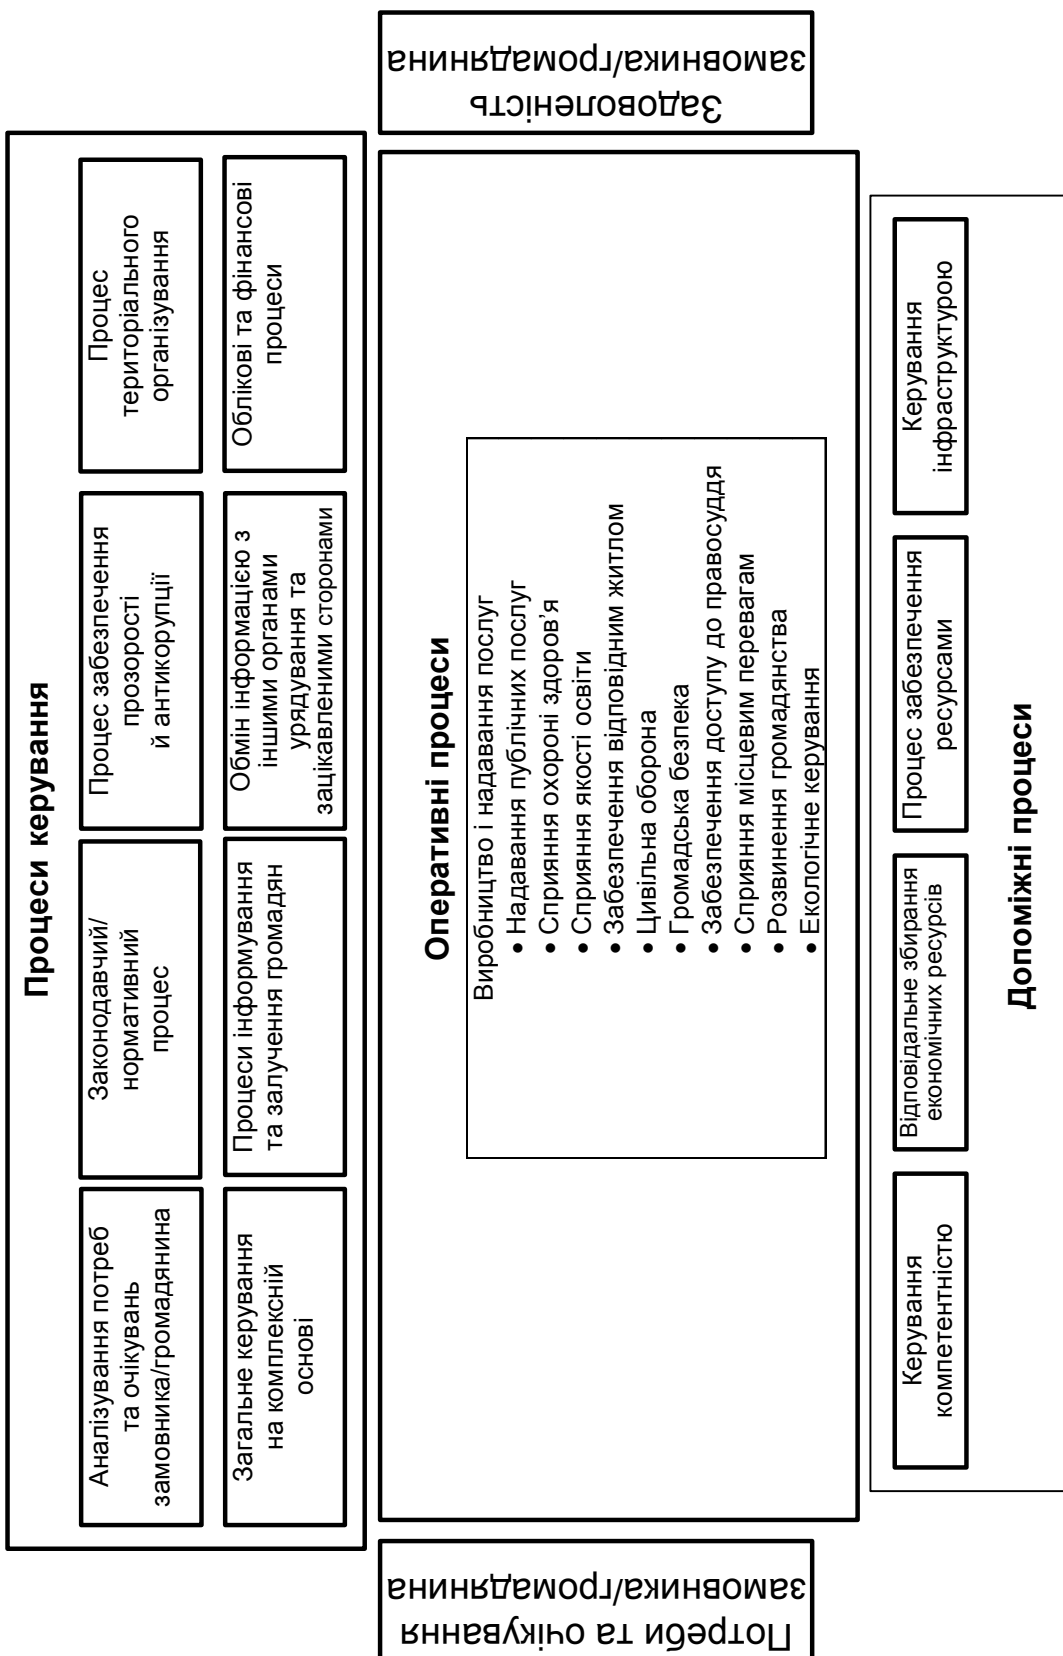 Процеси керування
Аналізування потреб
та очікувань
замовника/громадянина
Законодавчий/
нормативний
процес
Процес забезпечення
прозорості
й антикорупції
Процес
територіального
організування
Загальне керування
на комплексній
основі
Процеси інформування
та залучення громадян
Обмін інформацією з
іншими органами
урядування та
зацікавленими сторонами
Облікові та фінансові
процеси
Потреби та очікування
замовника/громадянина
Оперативні процеси
Виробництво і надавання послуг
• Надавання публічних послуг
• Сприяння охороні здоров’я
• Сприяння якості освіти
• Забезпечення відповідним житлом
• Цивільна оборона
• Громадська безпека
• Забезпечення доступу до правосуддя
• Сприяння місцевим перевагам
• Розвинення громадянства
• Екологічне керування
Задоволеність
замовника/громадянина
Керування
компетентністю
Відповідальне збирання
економічних ресурсів
Процес забезпечення
ресурсами
Керування
інфраструктурою
Допоміжні процеси